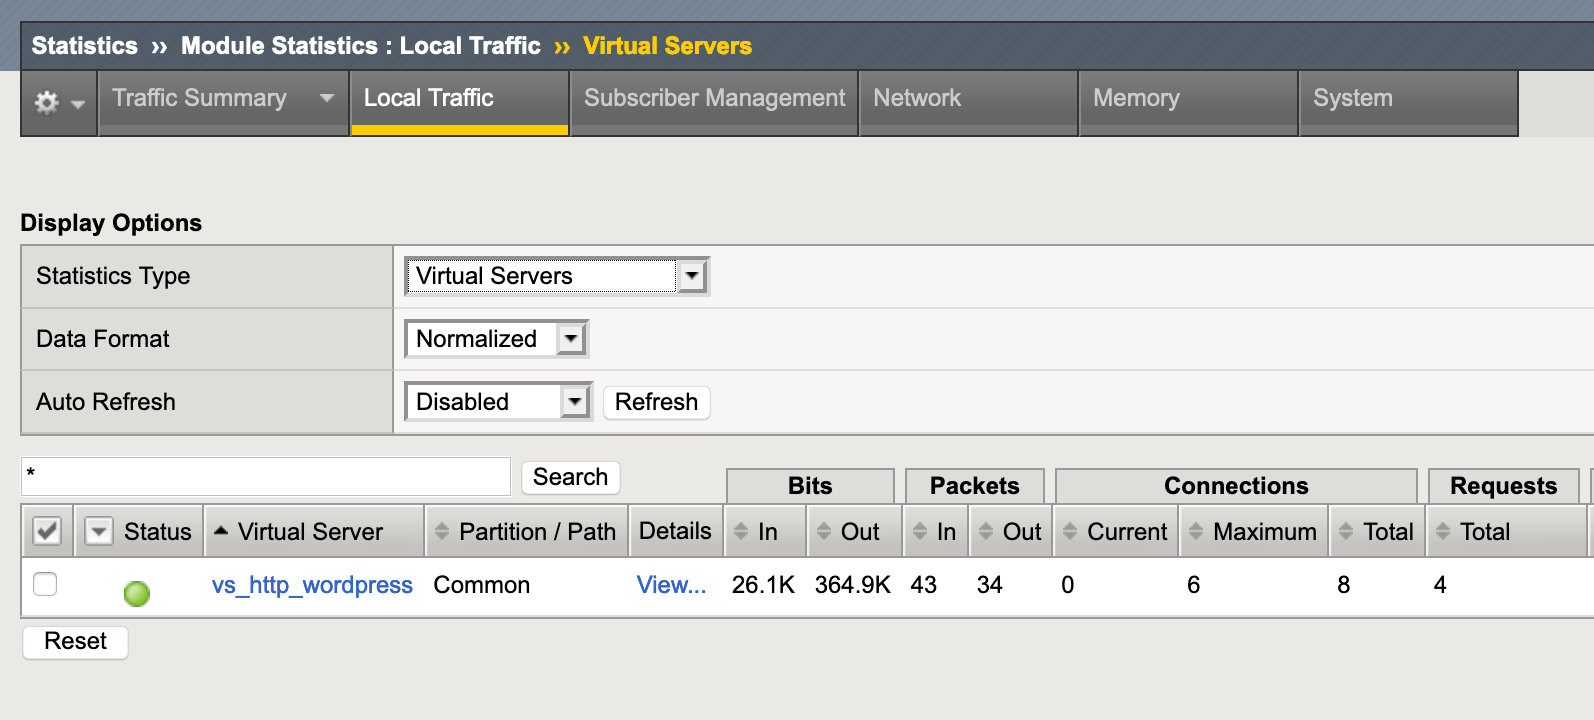 Statistics ›› Module Statistics : Local Traffic ›› Virtual Servers
Traffic Summary Local Traffic Subscriber Management Network Memory System
Display Options
Statistics Type Virtual Servers
Data Format Normalized
Auto Refresh Disabled Refresh
* Search
Bits Packets Connections Requests
Status Virtual Server Partition / Path Details In Out In Out Current Maximum Total Total
vs_http_wordpress Common View... 26.1K 364.9K 43 34 0 6 8 4
Reset